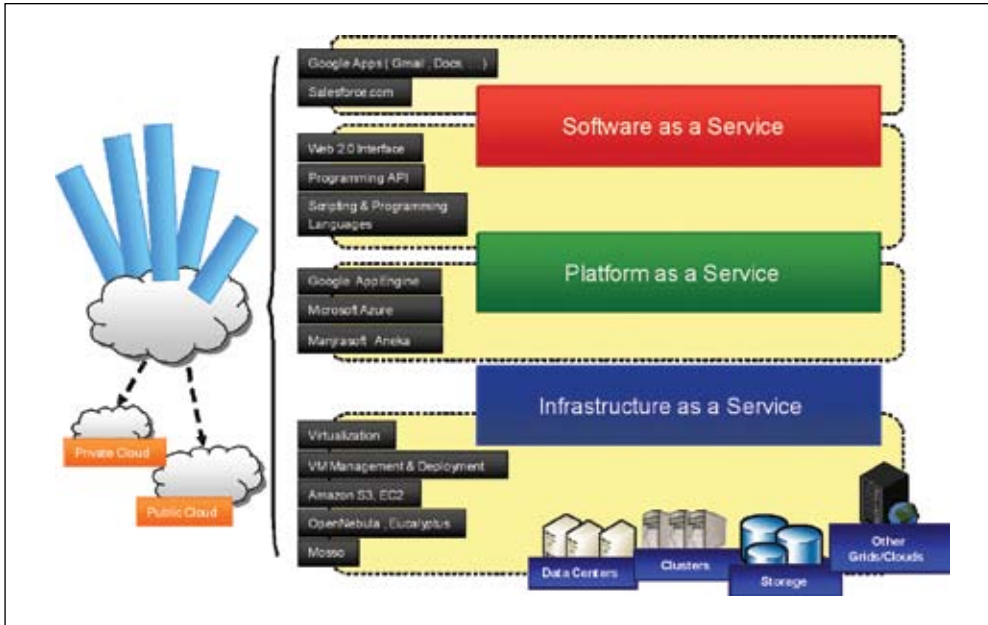 Google Apps ( Gmail , Docs, ... )
Salesforce.com
Software as a Service
Web 2.0 Interface
Programming API
Scripting & Programming
Languages
Platform as a Service
Google AppEngine
Microsoft Azure
Manjrasoft Aneka
Infrastructure as a Service
Private Cloud
Public Cloud
Virtualization
VM Management & Deployment
Amazon S3, EC2
OpenNebula , Eucalyptus
Mosso
Data Centers
Clusters
Storage
Other
Grids/Clouds